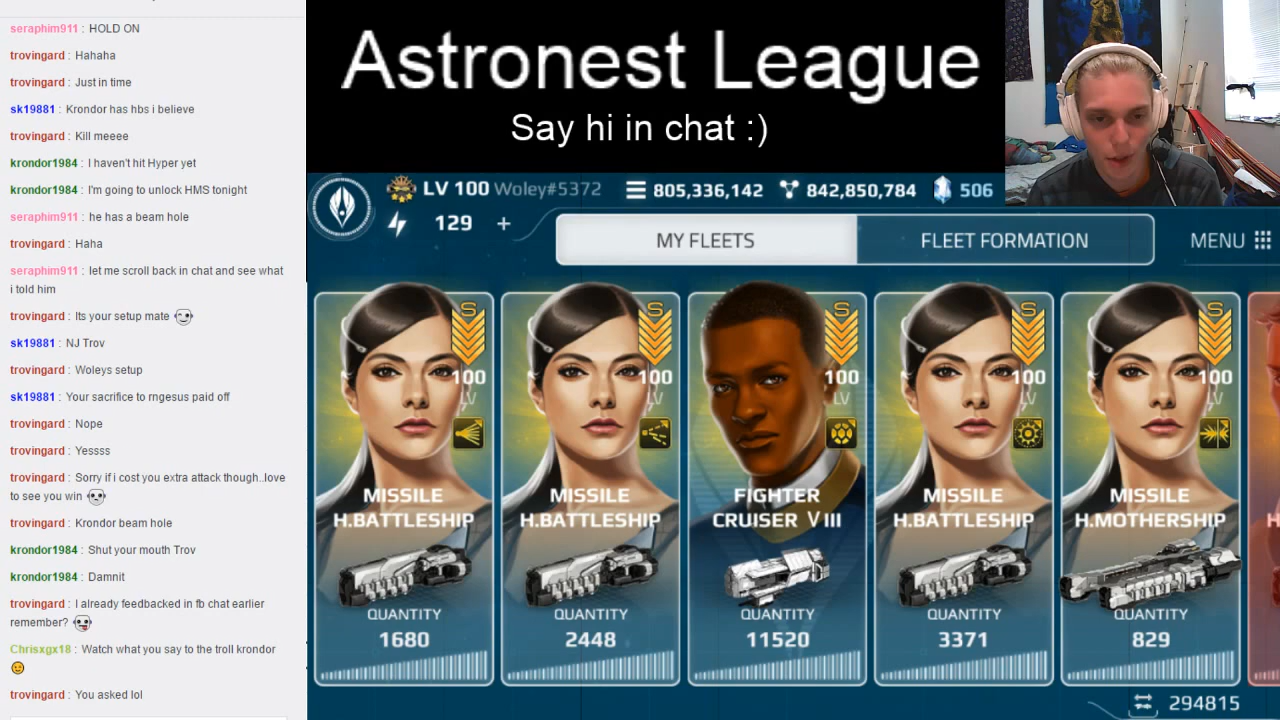 seraphim911 : HOLD ON
trovingard : Hahaha
trovingard : Just in time
sk19881 : Krondor has hbs i believe
trovingard : Kill meeee
krondor1984 : I haven't hit Hyper yet
krondor1984 : I'm going to unlock HMS tonight
seraphim911 : he has a beam hole
trovingard : Haha
seraphim911 : let me scroll back in chat and see what
i told him
trovingard : Its your setup mate
sk19881 : NJ Trov
trovingard : Woleys setup
sk19881 : Your sacrifice to rngesus paid off
trovingard : Nope
trovingard : Yessss
trovingard : Sorry if i cost you extra attack though..love
to see you win
trovingard : Krondor beam hole
krondor1984 : Shut your mouth Trov
krondor1984 : Damnit
trovingard : I already feedbacked in fb chat earlier
remember?
Chrisxgx18 : Watch what you say to the troll krondor
trovingard : You asked lol
Astronest League
Say hi in chat :)
LV 100 Woley#5372 805,336,142 842,850,784 506
129 +
MY FLEETS FLEET FORMATION MENU
S S S S S
100 100 100 100 100
LV LV LV LV LV
MISSILE MISSILE FIGHTER MISSILE MISSILE
H.BATTLESHIP H.BATTLESHIP CRUISER VIII H.BATTLESHIP H.MOTHERSHIP H
QUANTITY QUANTITY QUANTITY QUANTITY QUANTITY
1680 2448 11520 3371 829
294815